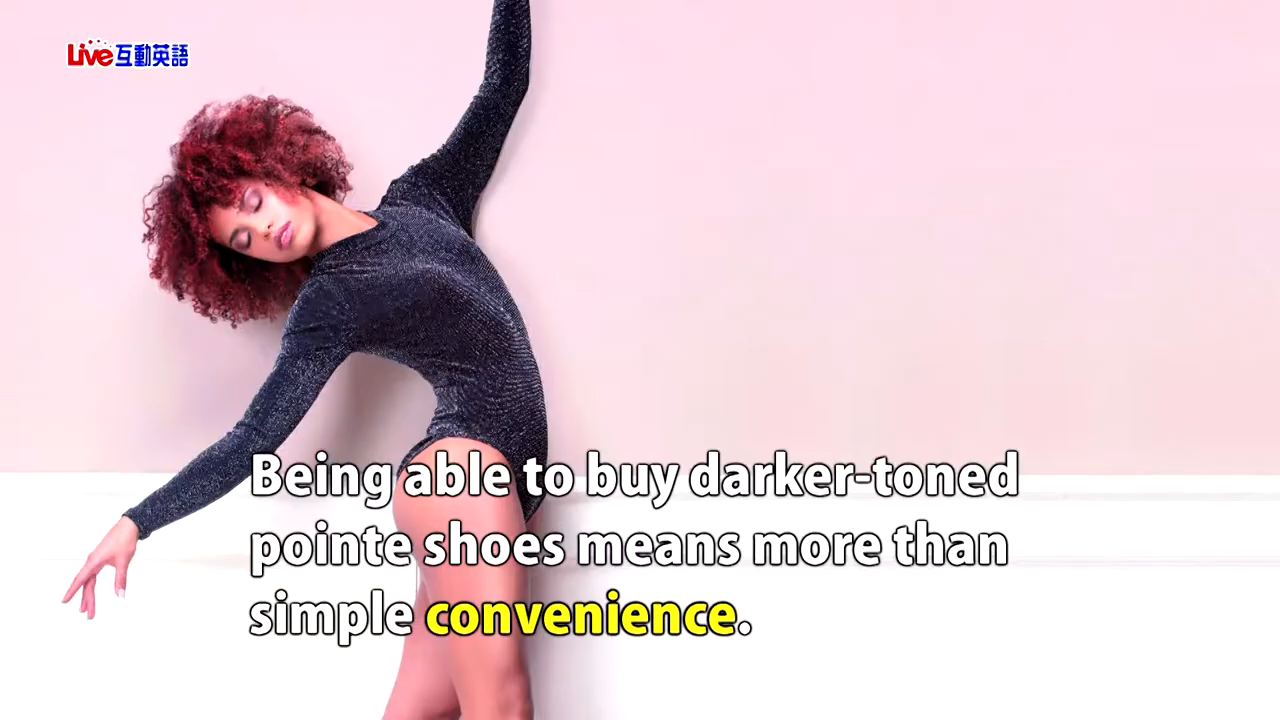 Live互動英語
Being able to buy darker-toned
pointe shoes means more than
simple convenience.